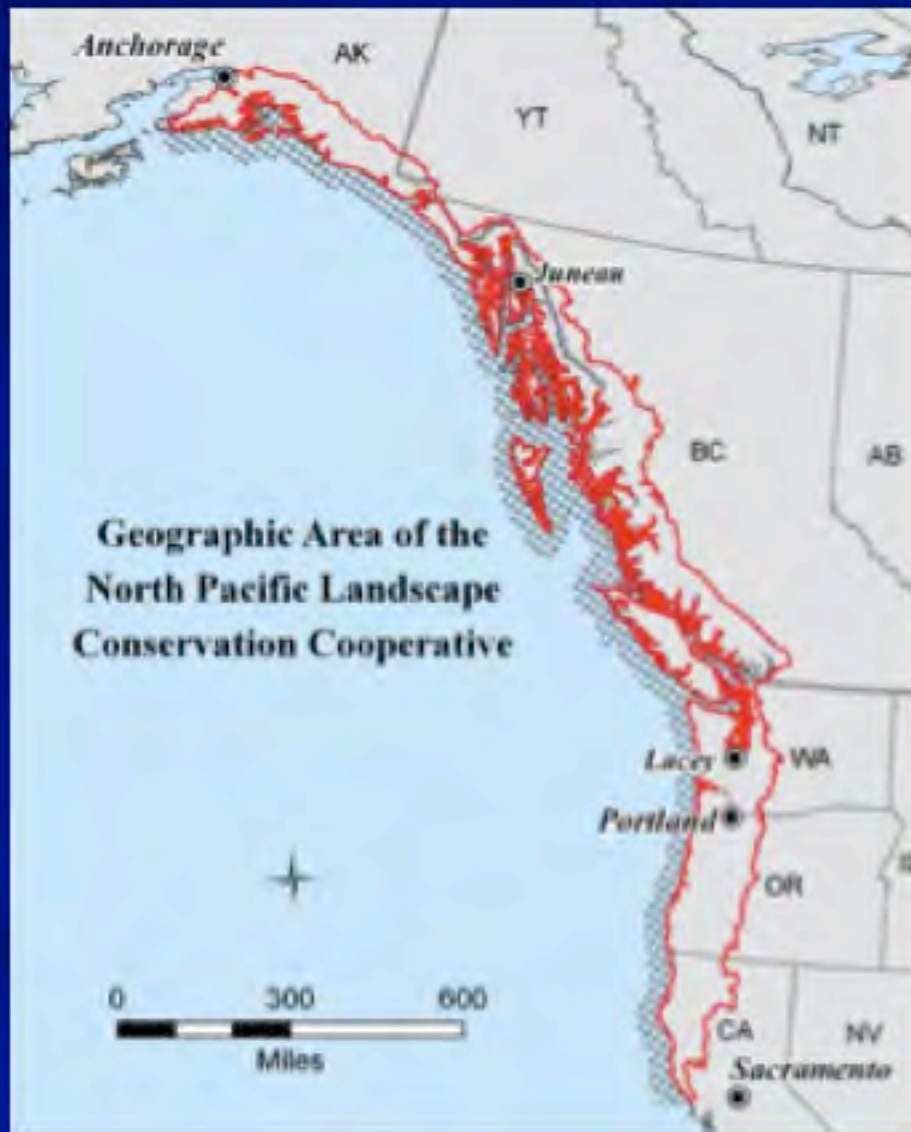 Anchorage
AK
YT
NT
Juneau
BC
AB
Geographic Area of the
North Pacific Landscape
Conservation Cooperative
Lacey
WA
Portland
OR
0 300 600
Miles
CA
NV
Sacramento